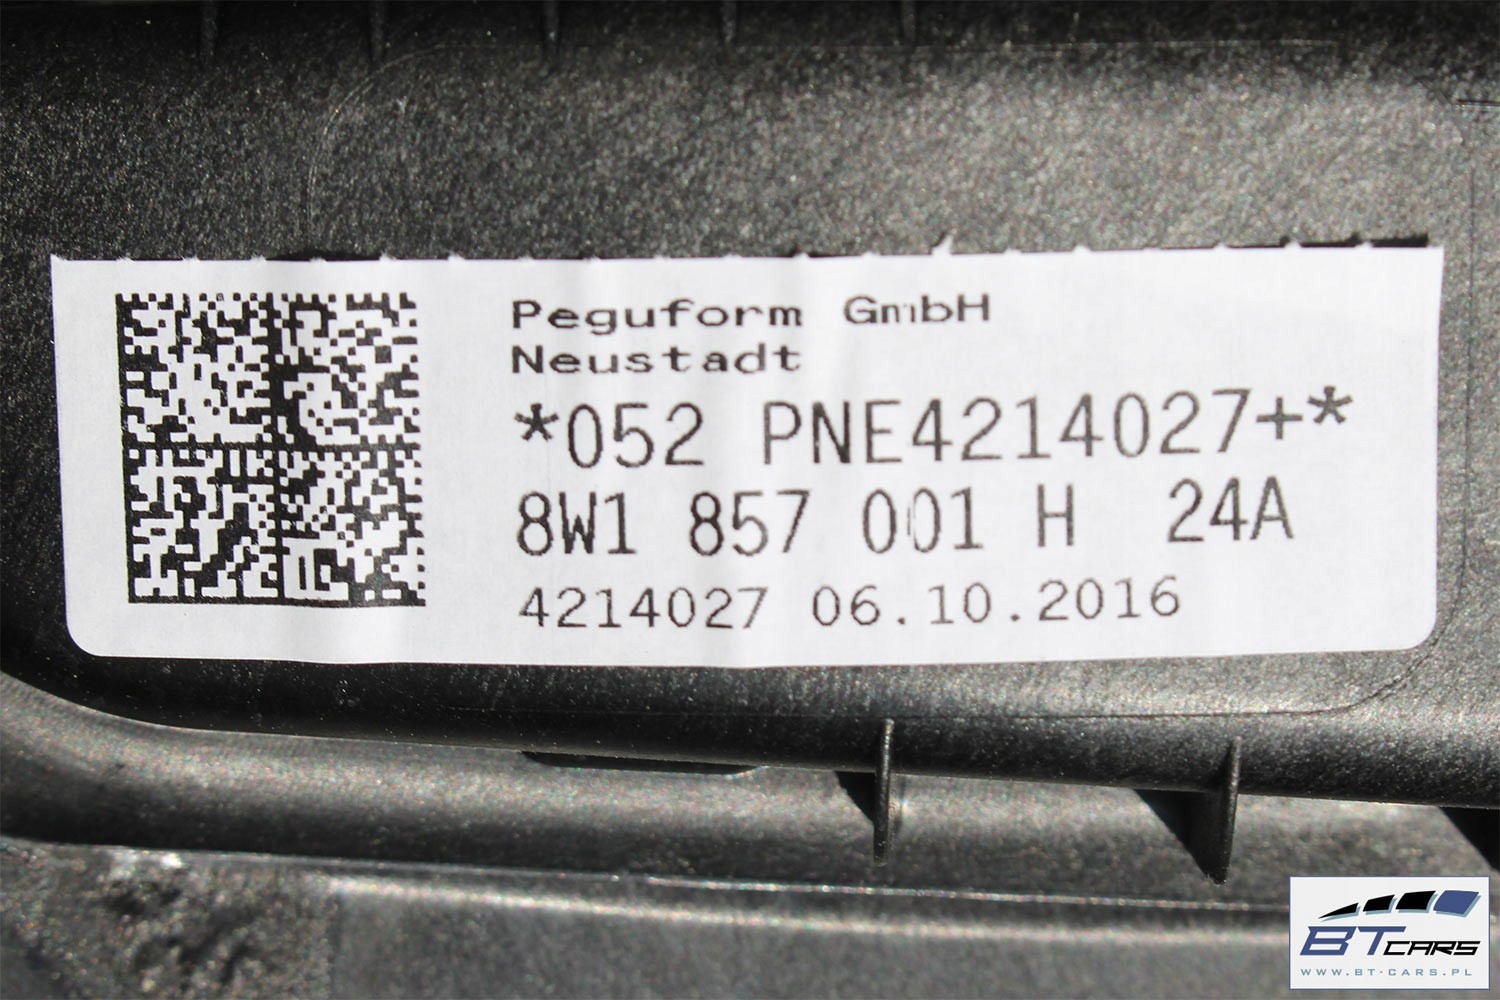 Peguform GmbH
Neustadt
*052 PNE4214027+*
8W1 857 001 H 24A
4214027 06.10.2016
BT CARS
WWW.BT-CARS.PL